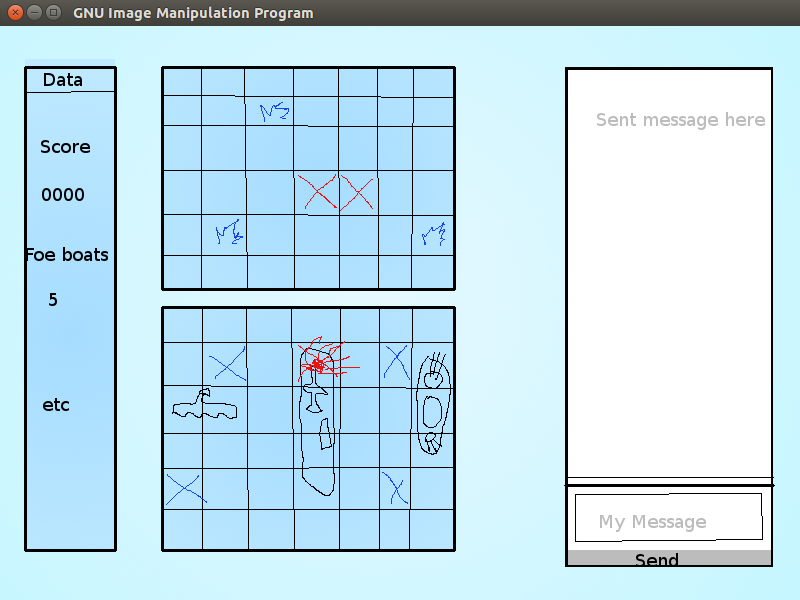 GNU Image Manipulation Program
Data
Score
0000
Foe boats
5
etc
Sent message here
My Message
Send